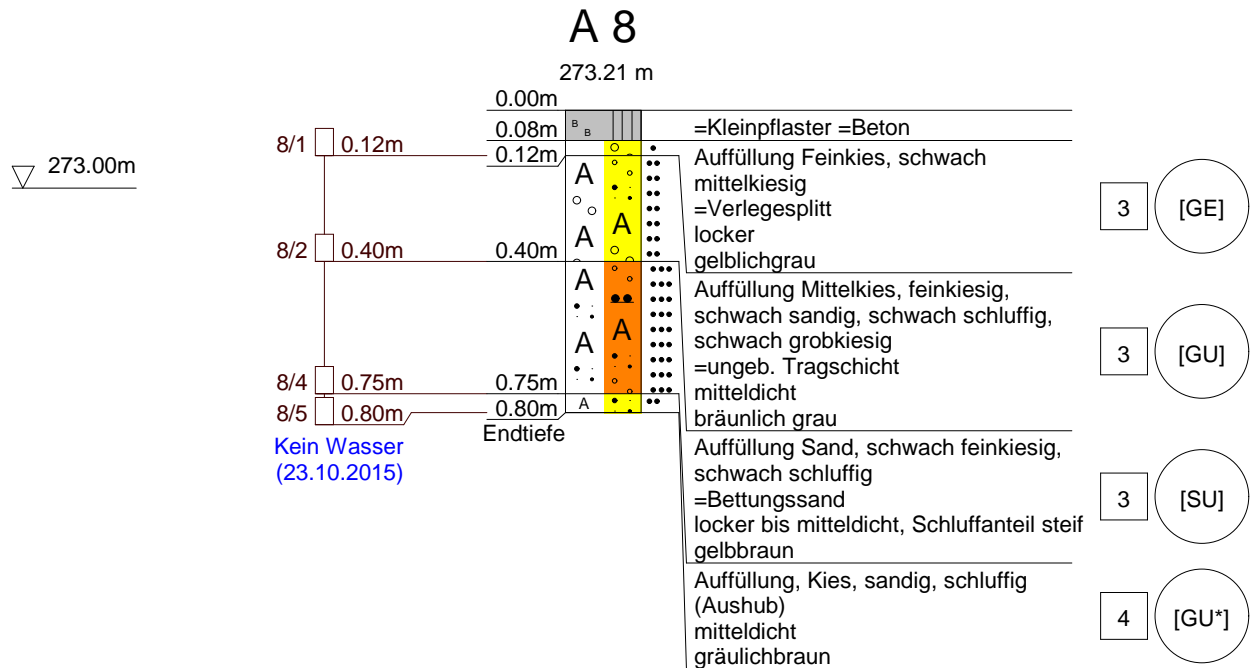 A 8
273.21 m
0.00m
0.08m
0.12m
0.40m
0.75m
0.80m
Endtiefe
273.00m
8/1 0.12m
8/2 0.40m
8/4 0.75m
8/5 0.80m
Kein Wasser
(23.10.2015)
B
B
A
A
A
A
A
A
A
=Kleinpflaster =Beton
Auffüllung Feinkies, schwach
mittelkiesig
=Verlegesplitt
locker
gelblichgrau
3 [GE]
Auffüllung Mittelkies, feinkiesig,
schwach sandig, schwach schluffig,
schwach grobkiesig
=ungeb. Tragschicht
mitteldicht
bräunlich grau
3 [GU]
Auffüllung Sand, schwach feinkiesig,
schwach schluffig
=Bettungssand
locker bis mitteldicht, Schluffanteil steif
gelbbraun
3 [SU]
Auffüllung, Kies, sandig, schluffig
(Aushub)
mitteldicht
gräulichbraun
4 [GU*]